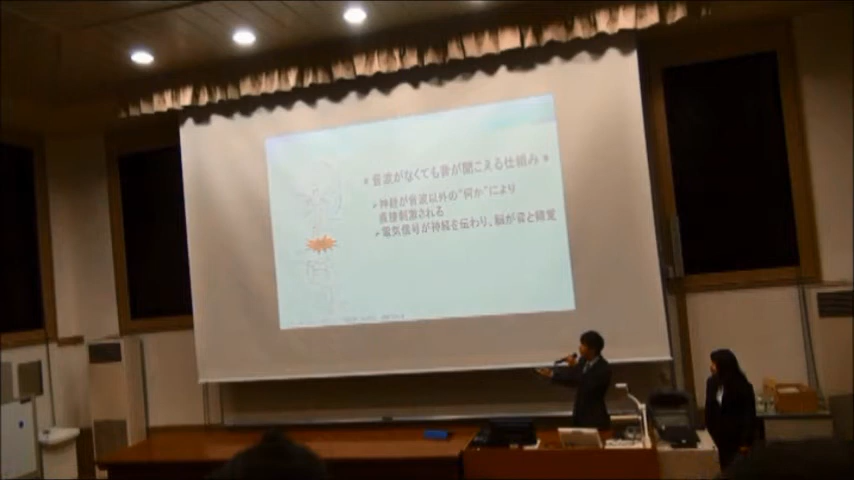 * 音波がなくても音が聞こえる仕組み *
神経が音波以外の"何か"により
直接刺激される
電気信号が神経を伝わり、脳が音と錯覚